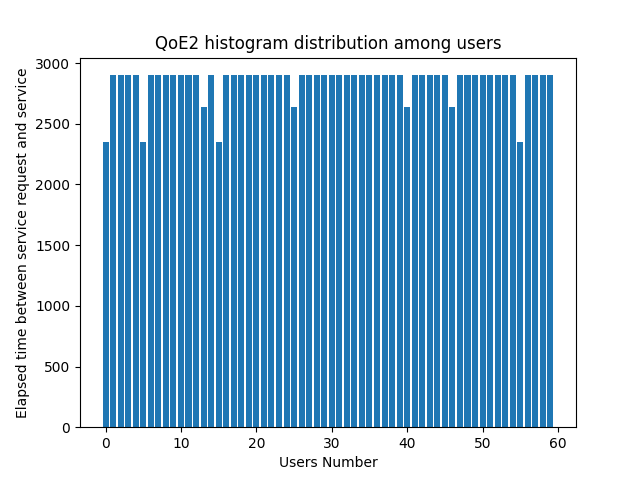 QoE2 histogram distribution among users
Elapsed time between service request and service
3000
2500
2000
1500
1000
500
0
0 10 20 30 40 50 60
Users Number